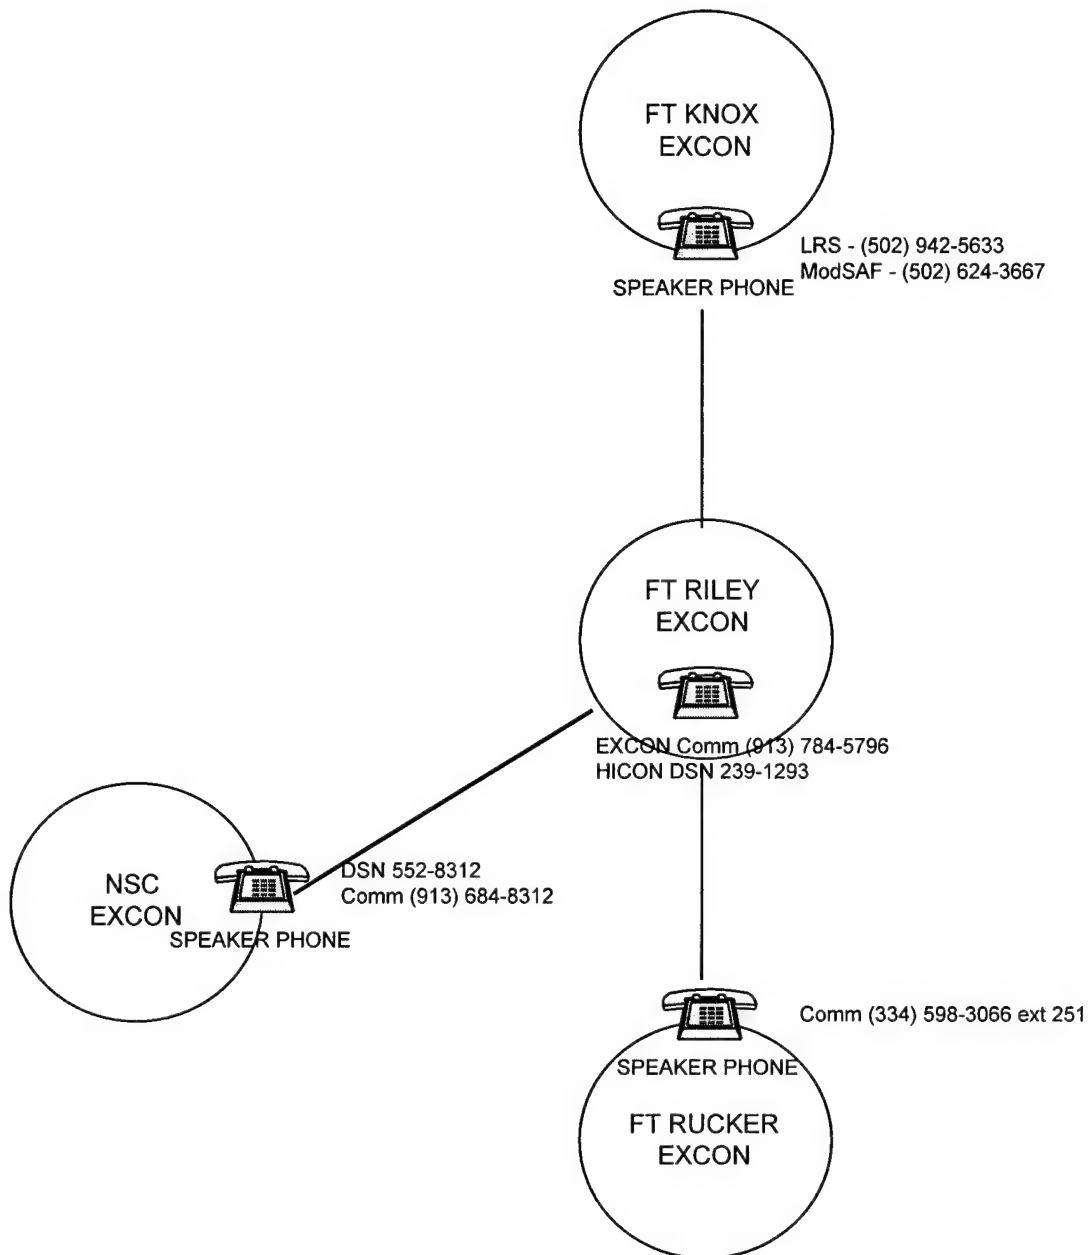 FT KNOX
EXCON
LRS - (502) 942-5633
ModSAF - (502) 624-3667
SPEAKER PHONE
FT RILEY
EXCON
EXCON Comm (913) 784-5796
HICON DSN 239-1293
DSN 552-8312
Comm (913) 684-8312
NSC
EXCON
SPEAKER PHONE
Comm (334) 598-3066 ext 251
SPEAKER PHONE
FT RUCKER
EXCON